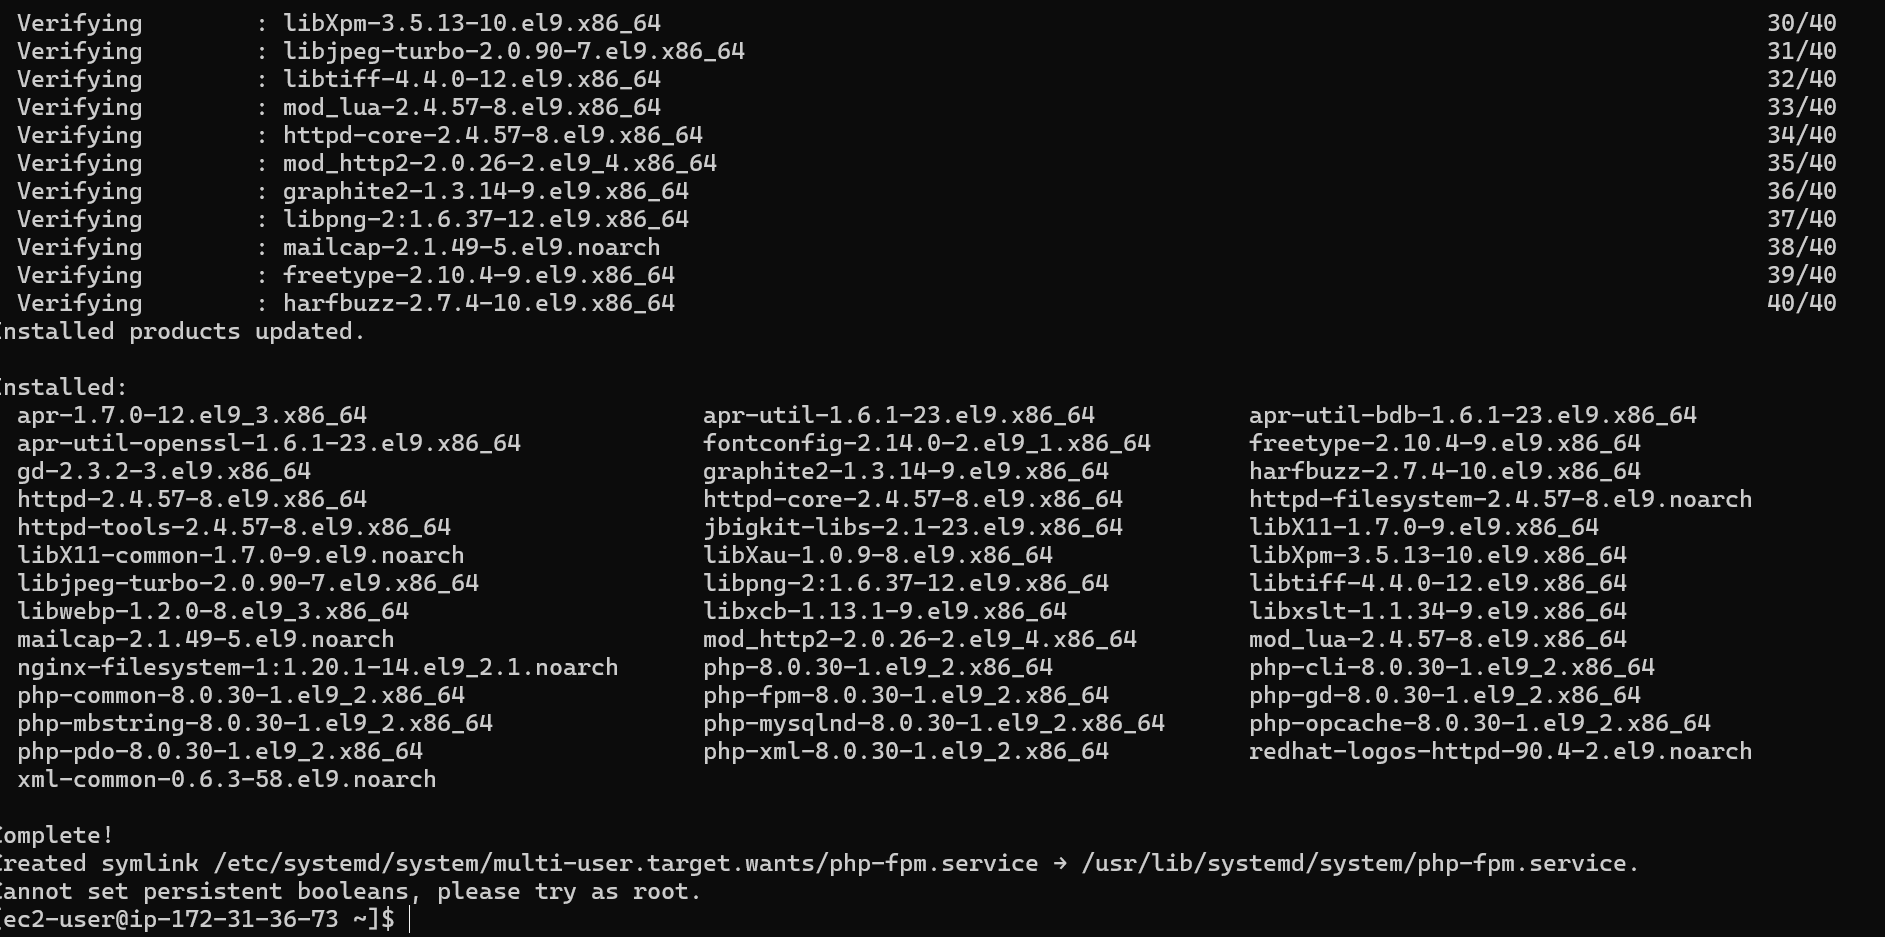 Verifying : libXpm-3.5.13-10.el9.x86_64 30/40
Verifying : libjpeg-turbo-2.0.90-7.el9.x86_64 31/40
Verifying : libtiff-4.4.0-12.el9.x86_64 32/40
Verifying : mod_lua-2.4.57-8.el9.x86_64 33/40
Verifying : httpd-core-2.4.57-8.el9.x86_64 34/40
Verifying : mod_http2-2.0.26-2.el9_4.x86_64 35/40
Verifying : graphite2-1.3.14-9.el9.x86_64 36/40
Verifying : libpng-2:1.6.37-12.el9.x86_64 37/40
Verifying : mailcap-2.1.49-5.el9.noarch 38/40
Verifying : freetype-2.10.4-9.el9.x86_64 39/40
Verifying : harfbuzz-2.7.4-10.el9.x86_64 40/40
Installed products updated.
Installed:
apr-1.7.0-12.el9_3.x86_64 apr-util-1.6.1-23.el9.x86_64 apr-util-bdb-1.6.1-23.el9.x86_64
apr-util-openssl-1.6.1-23.el9.x86_64 fontconfig-2.14.0-2.el9_1.x86_64 freetype-2.10.4-9.el9.x86_64
gd-2.3.2-3.el9.x86_64 graphite2-1.3.14-9.el9.x86_64 harfbuzz-2.7.4-10.el9.x86_64
httpd-2.4.57-8.el9.x86_64 httpd-core-2.4.57-8.el9.x86_64 httpd-filesystem-2.4.57-8.el9.noarch
httpd-tools-2.4.57-8.el9.x86_64 jbigkit-libs-2.1-23.el9.x86_64 libX11-1.7.0-9.el9.x86_64
libX11-common-1.7.0-9.el9.noarch libXau-1.0.9-8.el9.x86_64 libXpm-3.5.13-10.el9.x86_64
libjpeg-turbo-2.0.90-7.el9.x86_64 libpng-2:1.6.37-12.el9.x86_64 libtiff-4.4.0-12.el9.x86_64
libwebp-1.2.0-8.el9_3.x86_64 libxcb-1.13.1-9.el9.x86_64 libxslt-1.1.34-9.el9.x86_64
mailcap-2.1.49-5.el9.noarch mod_http2-2.0.26-2.el9_4.x86_64 mod_lua-2.4.57-8.el9.x86_64
nginx-filesystem-1:1.20.1-14.el9_2.1.noarch php-8.0.30-1.el9_2.x86_64 php-cli-8.0.30-1.el9_2.x86_64
php-common-8.0.30-1.el9_2.x86_64 php-fpm-8.0.30-1.el9_2.x86_64 php-gd-8.0.30-1.el9_2.x86_64
php-mbstring-8.0.30-1.el9_2.x86_64 php-mysqlnd-8.0.30-1.el9_2.x86_64 php-opcache-8.0.30-1.el9_2.x86_64
php-pdo-8.0.30-1.el9_2.x86_64 php-xml-8.0.30-1.el9_2.x86_64 redhat-logos-httpd-90.4-2.el9.noarch
xml-common-0.6.3-58.el9.noarch
Complete!
Created symlink /etc/systemd/system/multi-user.target.wants/php-fpm.service → /usr/lib/systemd/system/php-fpm.service.
Cannot set persistent booleans, please try as root.
[ec2-user@ip-172-31-36-73 ~]$